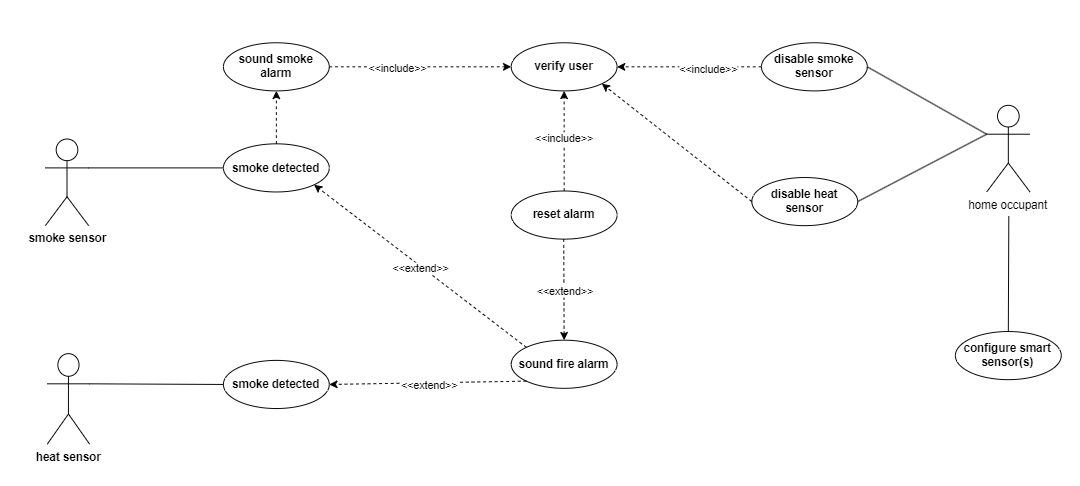 sound smoke
alarm
<<include>>
verify user
<<include>>
disable smoke
sensor
<<include>>
smoke detected
smoke sensor
disable heat
sensor
home occupant
reset alarm
<<extend>>
<<extend>>
configure smart
sensor(s)
sound fire alarm
smoke detected
<<extend>>
heat sensor